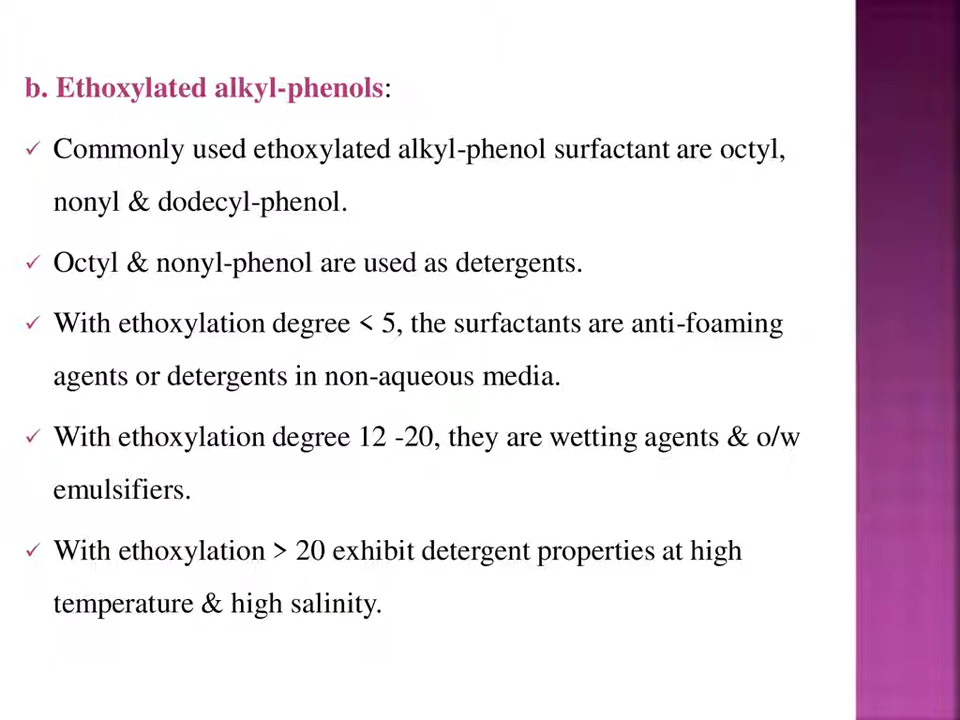 b. Ethoxylated alkyl-phenols:
✓ Commonly used ethoxylated alkyl-phenol surfactant are octyl,
nonyl & dodecyl-phenol.
✓ Octyl & nonyl-phenol are used as detergents.
✓ With ethoxylation degree < 5, the surfactants are anti-foaming
agents or detergents in non-aqueous media.
✓ With ethoxylation degree 12 -20, they are wetting agents & o/w
emulsifiers.
✓ With ethoxylation > 20 exhibit detergent properties at high
temperature & high salinity.